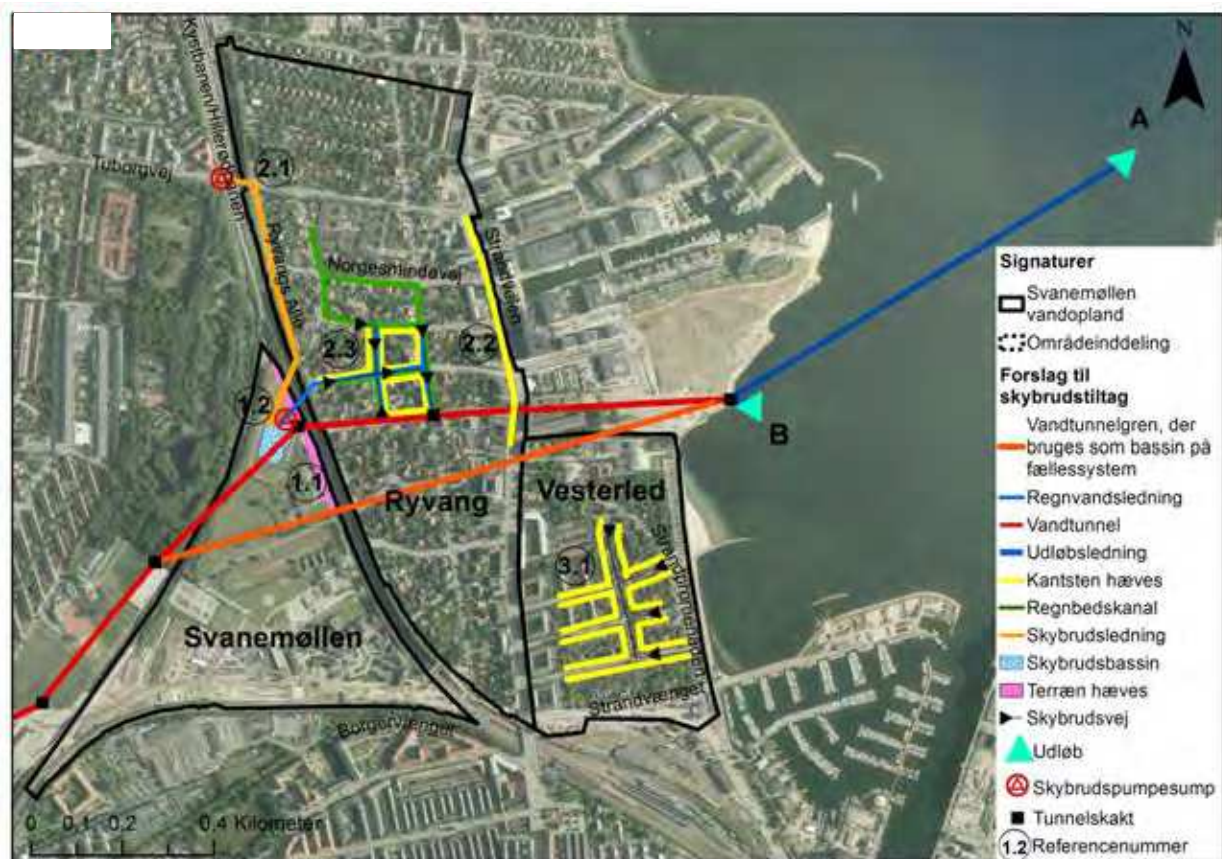 N
A
Kystbanen/Hillerødbanen
Tuborgvej
2.1
Ryvangs Allé
Strandvejen
Norgesmindevej
2.3
2.2
1.2
1.1
B
Ryvang
Vesterled
3.1
Svanemøllen
Strandvænget
Borgervænget
0 0.1 0.2 0.4 Kilometer
Signaturer
Svanemøllen
vandopland
Områdeinddeling
Forslag til
skybrudstiltag
Vandtunnelgren, der
bruges som bassin på
fællessystem
Regnvandsledning
Vandtunnel
Udløbsledning
Kantsten hæves
Regnbedskanal
Skybrudsledning
Skybrudsbassin
Terræn hæves
Skybrudsvej
Udløb
Skybrudspumpesump
Tunnelskakt
1.2 Referencenummer